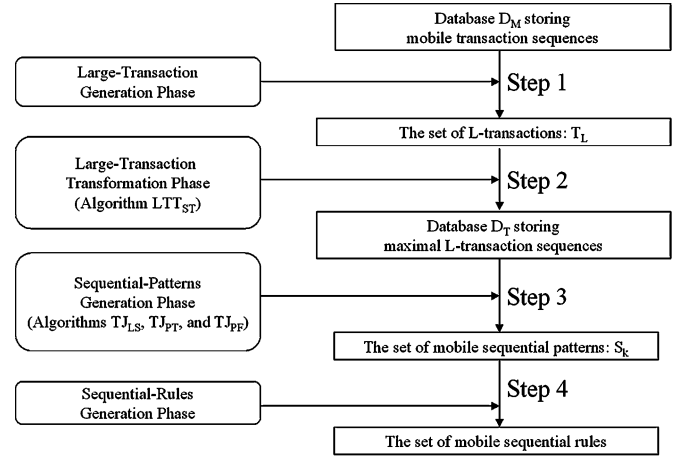 Database D_M storing
mobile transaction sequences
Large-Transaction
Generation Phase
Step 1
The set of L-transactions: T_L
Large-Transaction
Transformation Phase
(Algorithm LTT_ST)
Step 2
Database D_T storing
maximal L-transaction sequences
Sequential-Patterns
Generation Phase
(Algorithms TJ_LS, TJ_PT, and TJ_PF)
Step 3
The set of mobile sequential patterns: S_k
Sequential-Rules
Generation Phase
Step 4
The set of mobile sequential rules